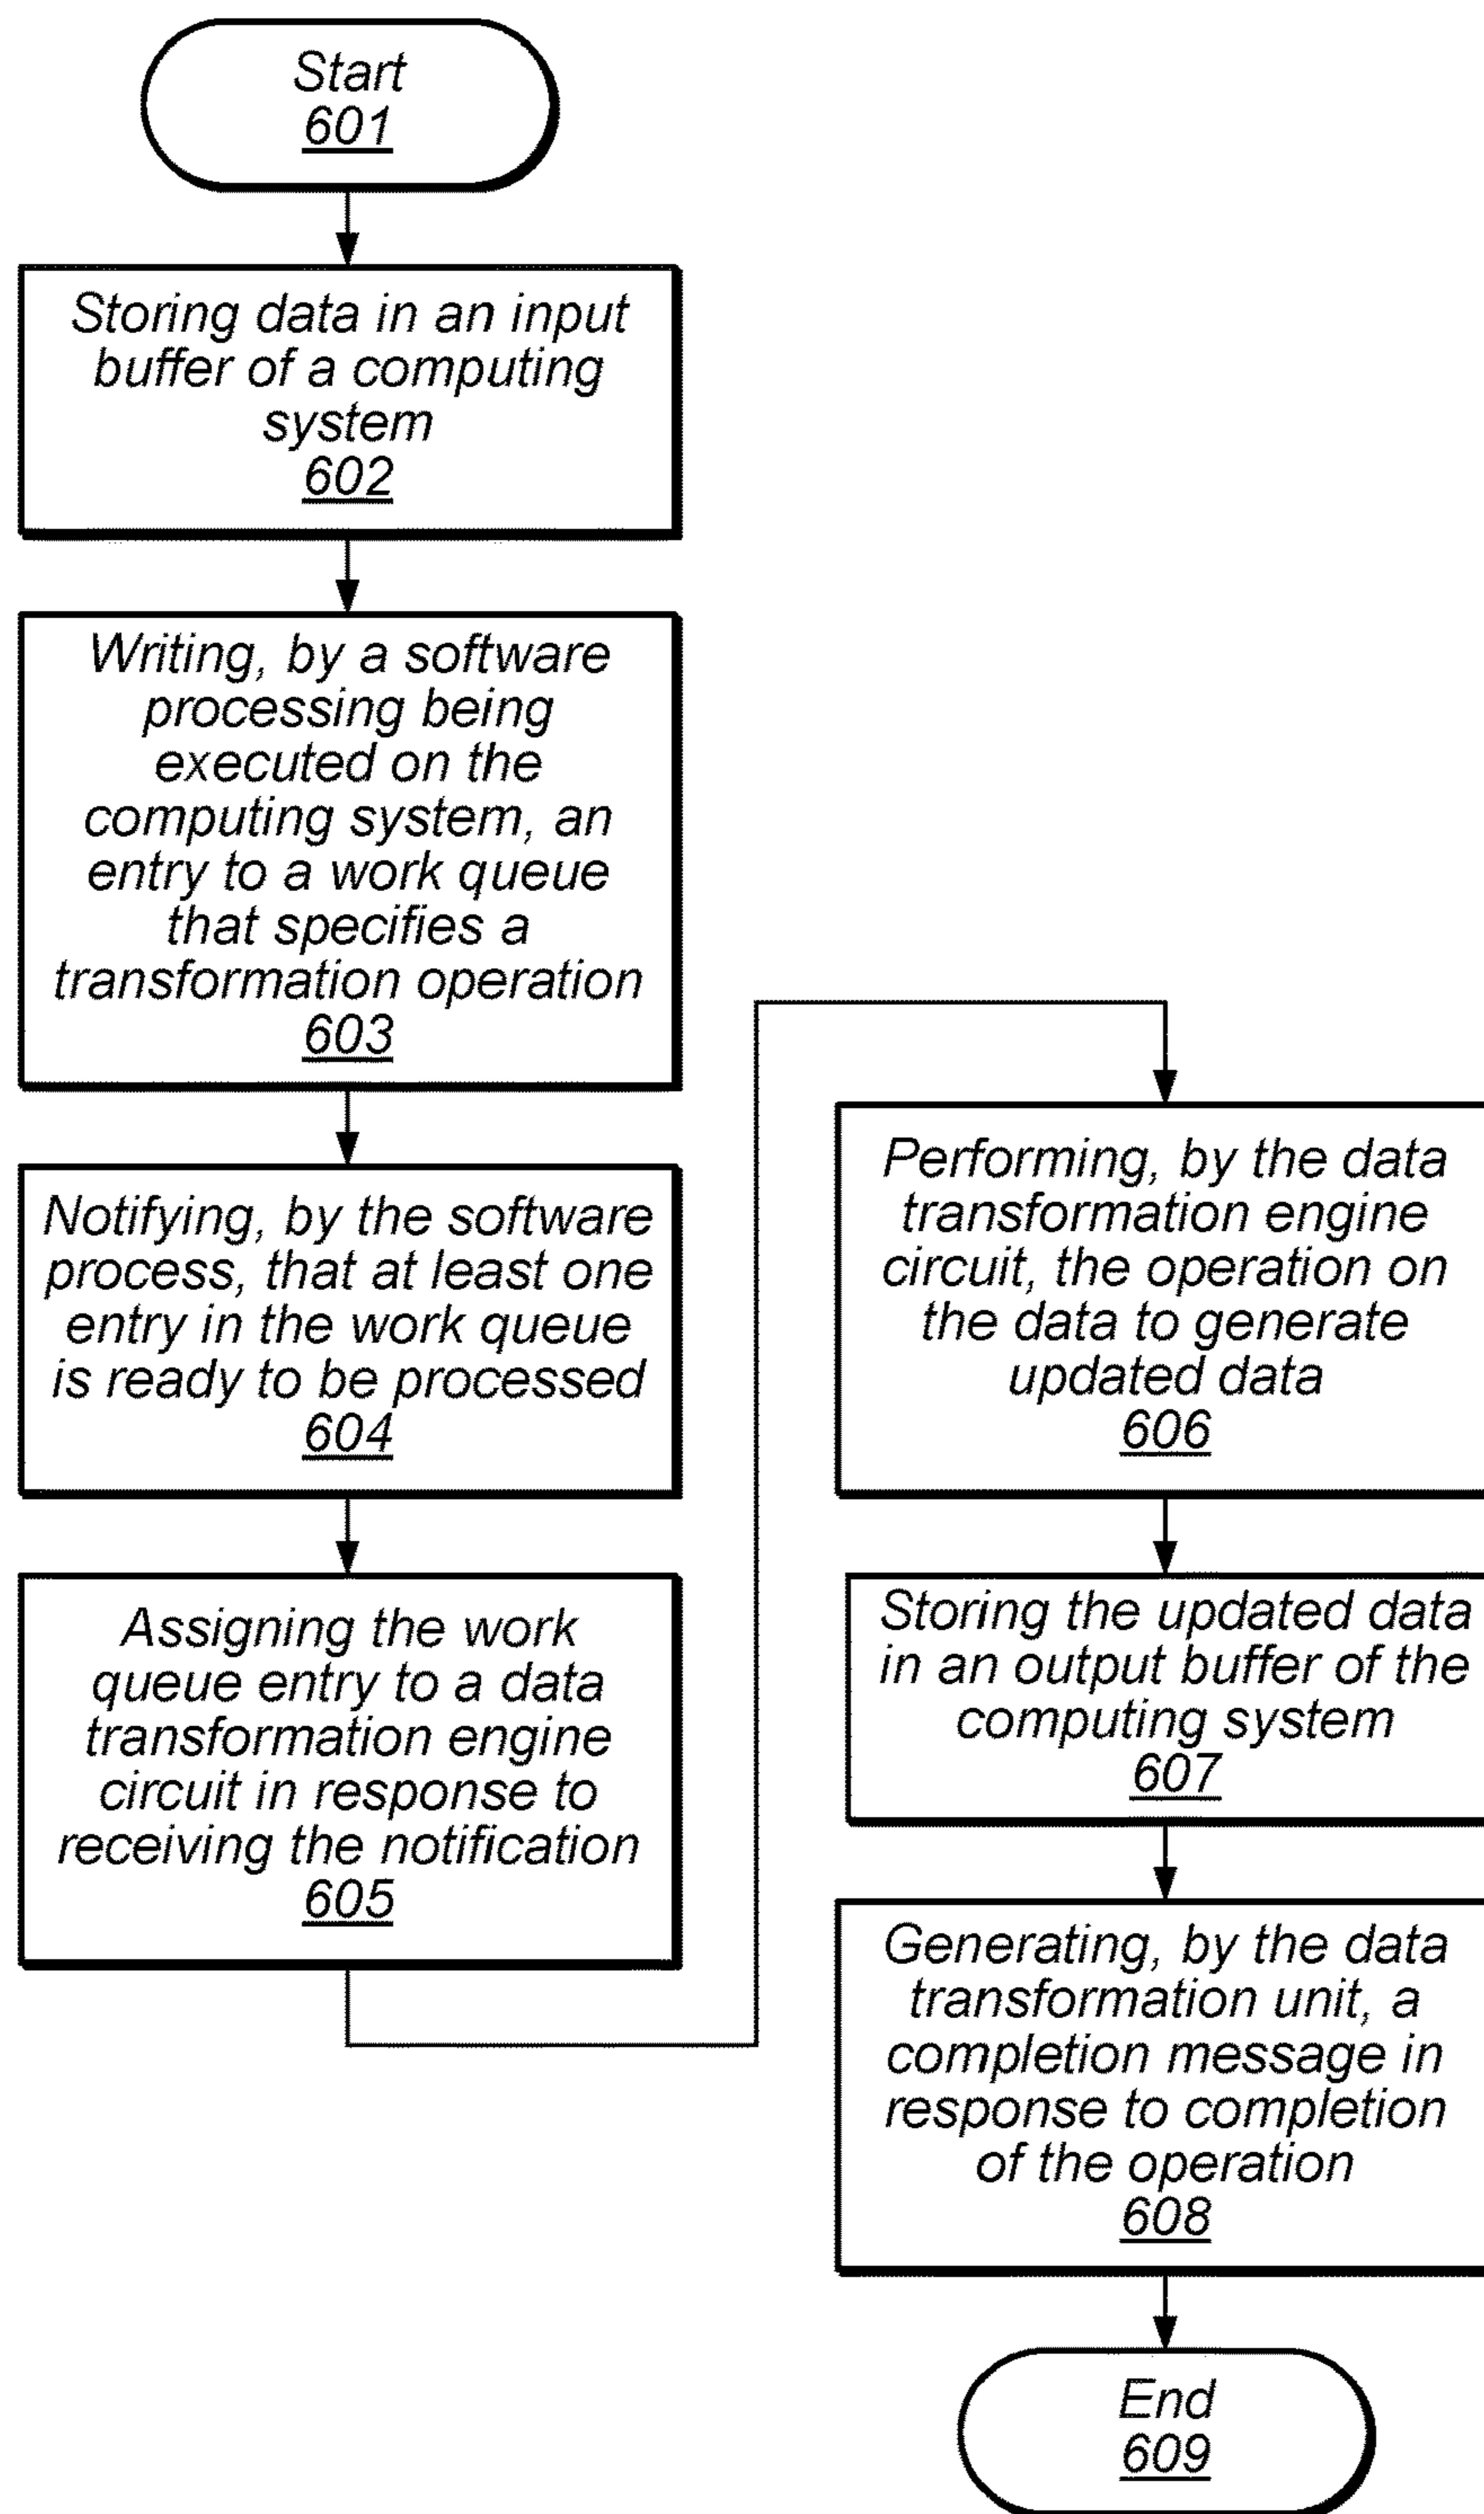 Start
601
Storing data in an input
buffer of a computing
system
602
Writing, by a software
processing being
executed on the
computing system, an
entry to a work queue
that specifies a
transformation operation
603
Notifying, by the software
process, that at least one
entry in the work queue
is ready to be processed
604
Assigning the work
queue entry to a data
transformation engine
circuit in response to
receiving the notification
605
Performing, by the data
transformation engine
circuit, the operation on
the data to generate
updated data
606
Storing the updated data
in an output buffer of the
computing system
607
Generating, by the data
transformation unit, a
completion message in
response to completion
of the operation
608
End
609